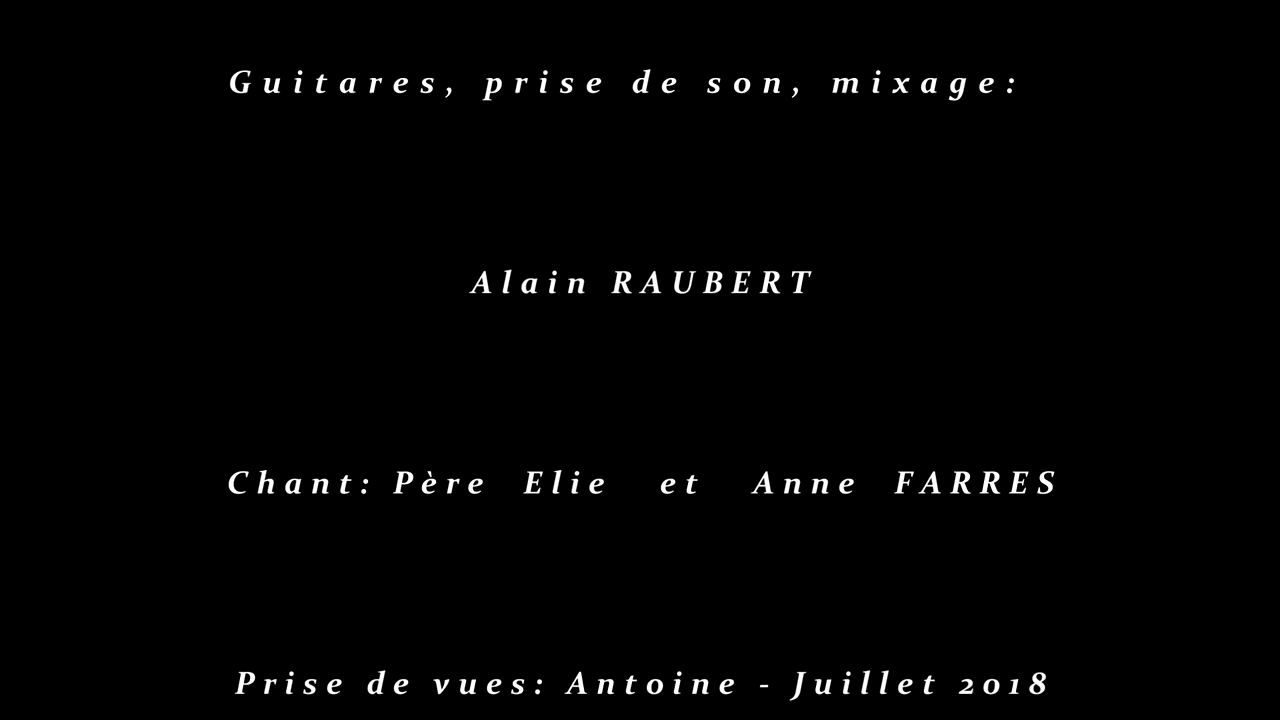 Guitares, prise de son, mixage:
Alain RAUBERT
Chant: Père Elie et Anne FARRES
Prise de vues: Antoine - Juillet 2018